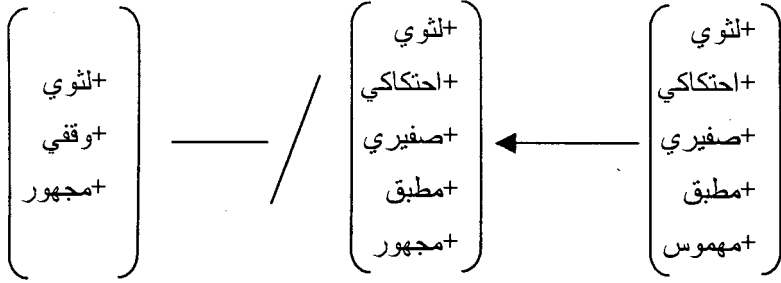 +لثوي
+احتكاكي
+صفيري
+مطبق
+مهموس
+لثوي
+احتكاكي
+صفيري
+مطبق
+مجهور
+لثوي
+وقفي
+مجهور